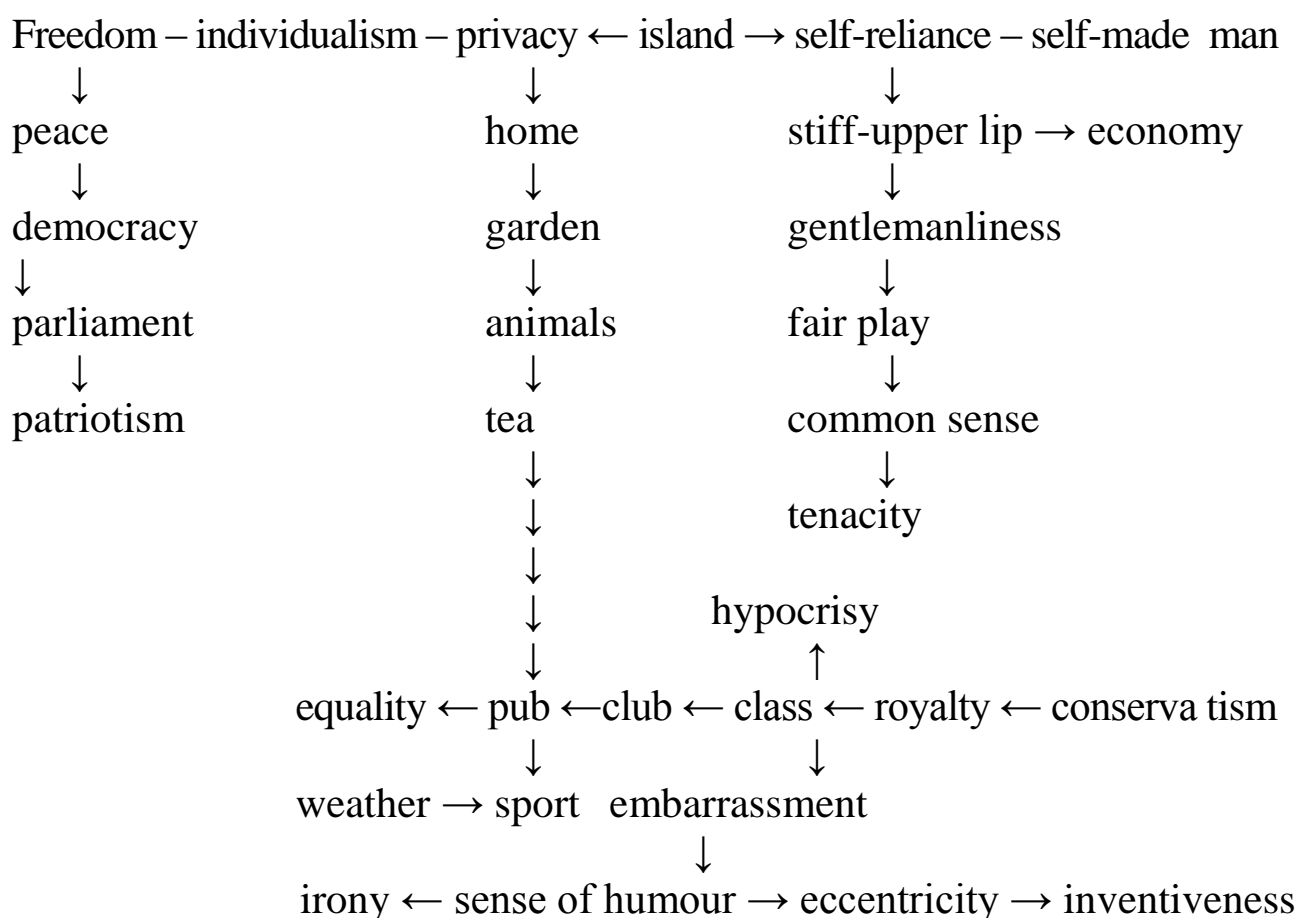 Freedom – individualism – privacy ← island → self-reliance – self-made man
↓ ↓ ↓
peace home stiff-upper lip → economy
↓ ↓ ↓
democracy garden gentlemanliness
↓ ↓ ↓
parliament animals fair play
↓ ↓ ↓
patriotism tea common sense
↓ ↓
↓ tenacity
↓
↓ hypocrisy
↓ ↑
equality ← pub ←club ← class ← royalty ← conserva tism
↓ ↓
weather → sport embarrassment
↓
irony ← sense of humour → eccentricity → inventiveness